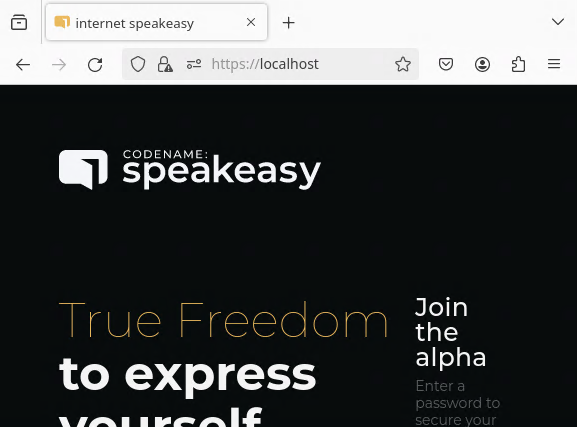 internet speakeasy
https://localhost
CODENAME:
speakeasy
True Freedom
to express
yourself
Join
the
alpha
Enter a
password to
secure your